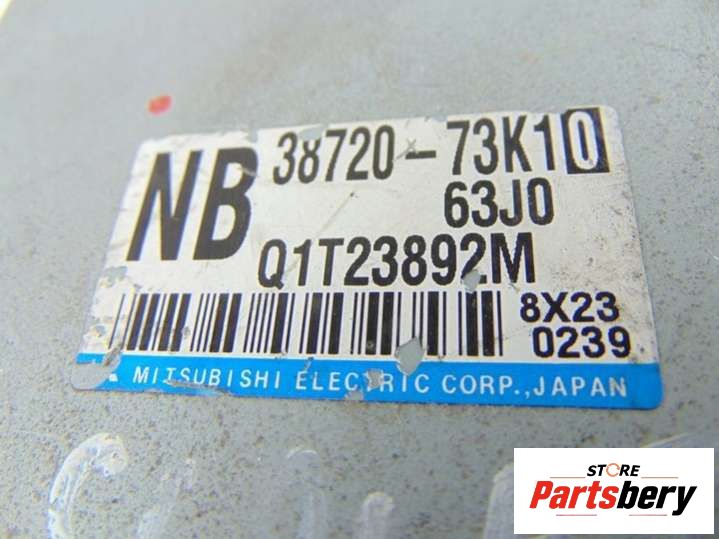 NB
38720-73K10
63J0
Q1T23892M
8X23
0239
MITSUBISHI ELECTRIC CORP.,JAPAN
STORE
Partsbery